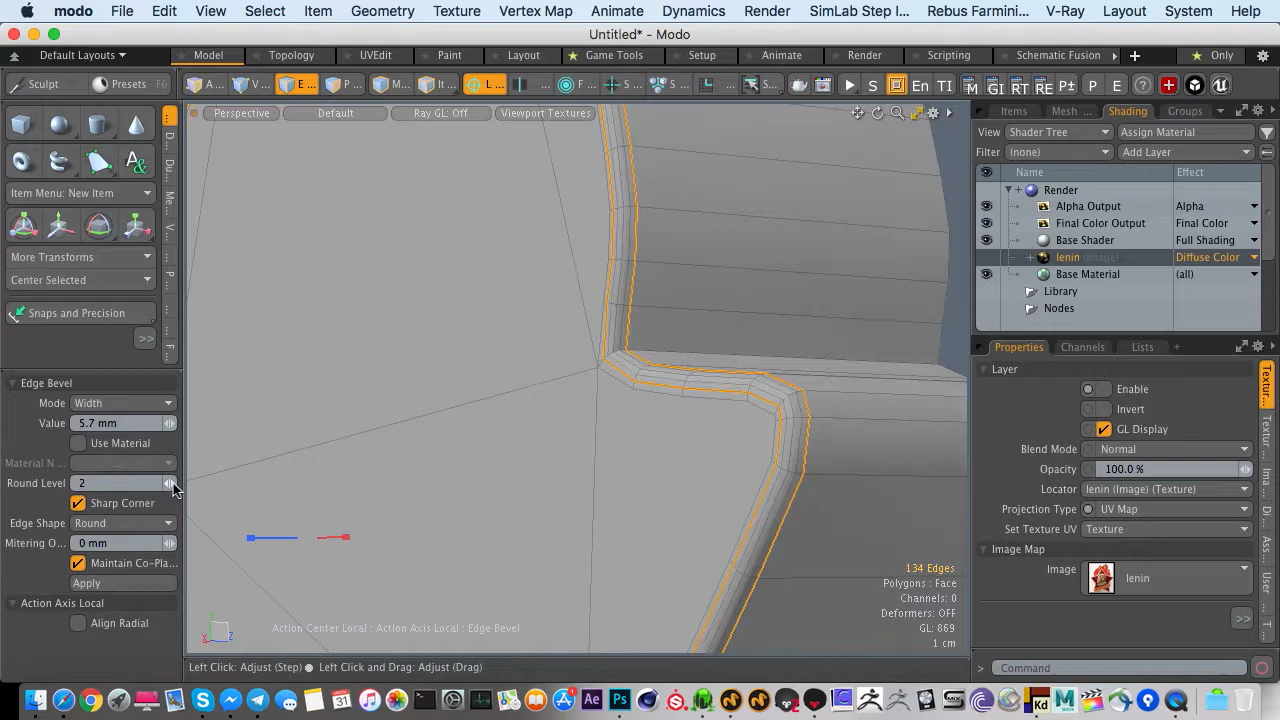 modo File Edit View Select Item Geometry Texture Vertex Map Animate Dynamics Render SimLab Step I... Rebus Farmini... V-Ray Layout System Help
Untitled* - Modo
Default Layouts Model Topology UVEdit Paint Layout Game Tools Setup Animate Render Scripting Schematic Fusion Only
Sculpt Presets A... V... E... P... M... It... L... F... S... S... S... S En TI M GI RT RE P± P E
Perspective Default Ray GL: Off Viewport Textures
Items Mesh ... Shading Groups
View Shader Tree Assign Material
Filter (none) Add Layer
Name Effect
Render
Alpha Output Alpha
Final Color Output Final Color
Base Shader Full Shading
lenin (Image) Diffuse Color
Base Material (all)
Library
Nodes
Item Menu: New Item
More Transforms
Center Selected
Snaps and Precision
>>
Edge Bevel
Mode Width
Value 5.7 mm
Use Material
Material N ... ...
Round Level 2
Sharp Corner
Edge Shape Round
Mitering O... 0 mm
Maintain Co-Pla...
Apply
Action Axis Local
Align Radial
134 Edges
Polygons : Face
Channels: 0
Deformers: OFF
GL: 869
1 cm
Action Center Local : Action Axis Local : Edge Bevel
Left Click: Adjust (Step) Left Click and Drag: Adjust (Drag)
Properties Channels Lists +
Layer
Enable
Invert
GL Display
Blend Mode Normal
Opacity 100.0 %
Locator lenin (Image) (Texture)
Projection Type UV Map
Set Texture UV Texture
Image Map
Image lenin
>>
Command